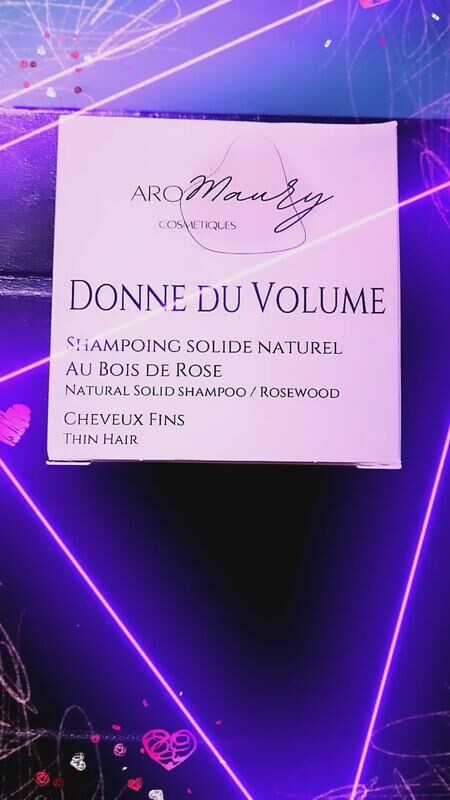 AROMaury
COSMETIQUES
DONNE DU VOLUME
SHAMPOING SOLIDE NATUREL
AU BOIS DE ROSE
NATURAL SOLID SHAMPOO / ROSEWOOD
CHEVEUX FINS
THIN HAIR